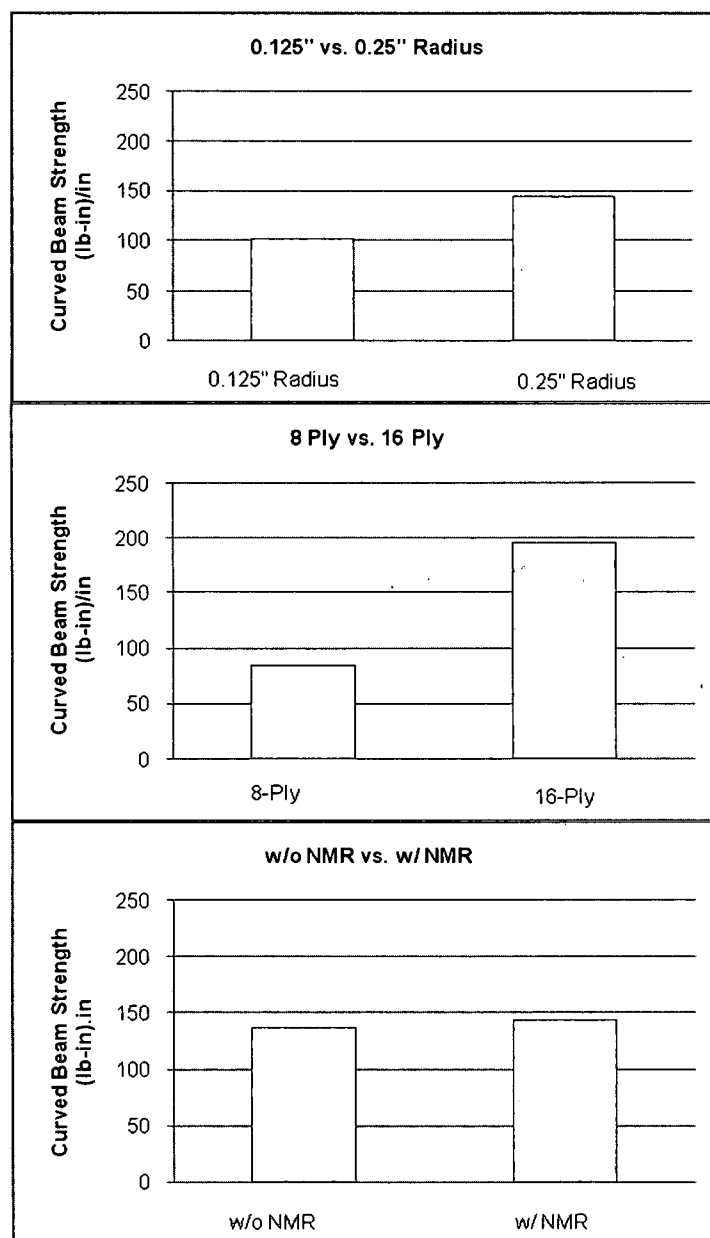 0.125" vs. 0.25" Radius
Curved Beam Strength
(lb-in)/in
250
200
150
100
50
0
0.125" Radius
0.25" Radius
8 Ply vs. 16 Ply
Curved Beam Strength
(lb-in)/in
250
200
150
100
50
0
8-Ply
16-Ply
w/o NMR vs. w/ NMR
Curved Beam Strength
(lb-in).in
250
200
150
100
50
0
w/o NMR
w/ NMR